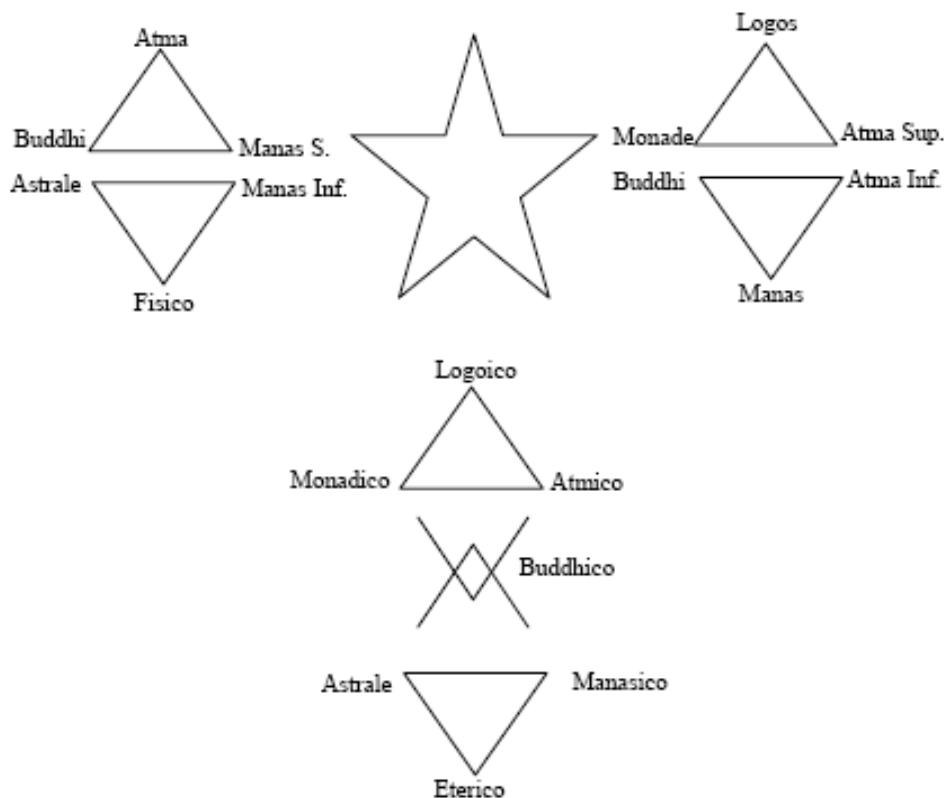 Atma
Logos
Buddhi
Manas S.
Monade
Atma Sup.
Astrale
Manas Inf.
Buddhi
Atma Inf.
Fisico
Manas
Logoico
Monadico
Atmico
Buddhico
Astrale
Manasico
Eterico